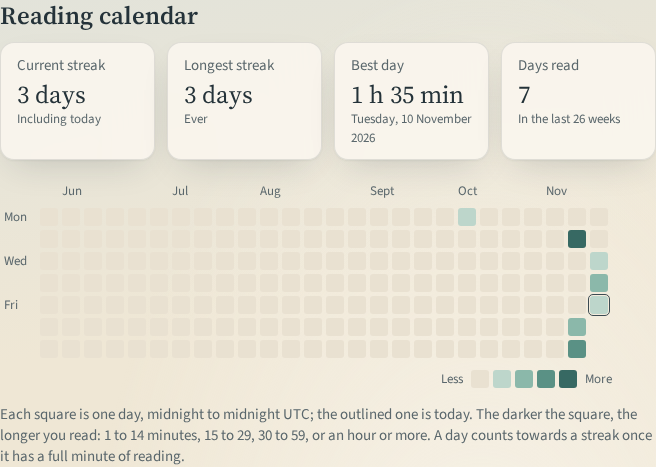 Reading calendar
Current streak
3 days
Including today
Longest streak
3 days
Ever
Best day
1 h 35 min
Tuesday, 10 November
2026
Days read
7
In the last 26 weeks
Jun Jul Aug Sept Oct Nov
Mon
Wed
Fri
Less More
Each square is one day, midnight to midnight UTC; the outlined one is today. The darker the square, the
longer you read: 1 to 14 minutes, 15 to 29, 30 to 59, or an hour or more. A day counts towards a streak once
it has a full minute of reading.